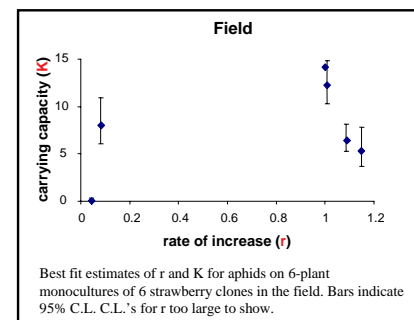 Field
carrying capacity (K)
15
10
5
0
0 0.2 0.4 0.6 0.8 1 1.2
rate of increase (r)
Best fit estimates of r and K for aphids on 6-plant
monocultures of 6 strawberry clones in the field. Bars indicate
95% C.L. C.L.'s for r too large to show.